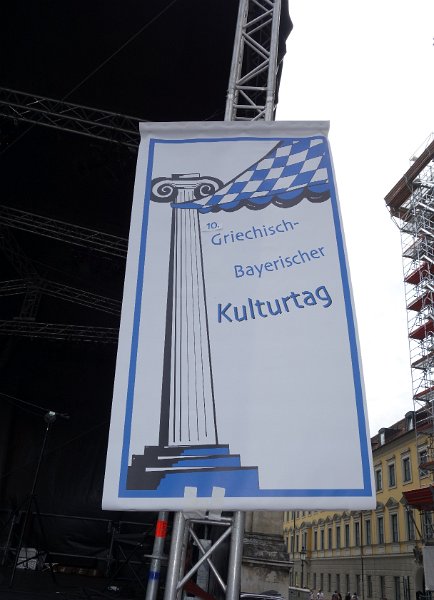 10.
Griechisch-
Bayerischer
Kulturtag